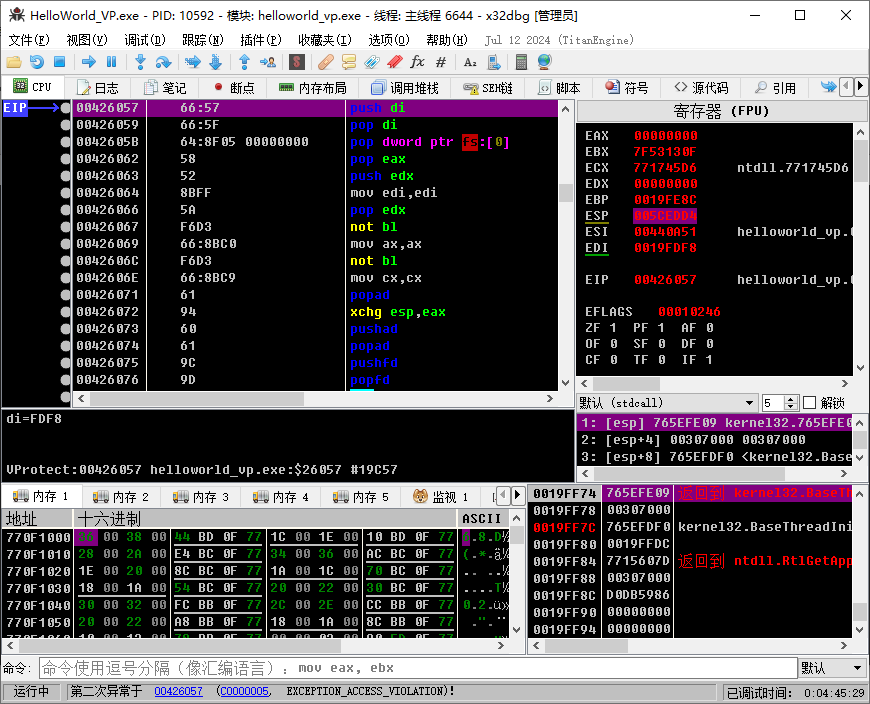 HelloWorld_VP.exe - PID: 10592 - 模块: helloworld_vp.exe - 线程: 主线程 6644 - x32dbg [管理员]
文件(F) 视图(V) 调试(D) 跟踪(N) 插件(P) 收藏夹(I) 选项(O) 帮助(H) Jul 12 2024 (TitanEngine)
CPU 日志 笔记 断点 内存布局 调用堆栈 SEH链 脚本 符号 源代码 引用
EIP 00426057 66:57 push di
00426059 66:5F pop di
0042605B 64:8F05 00000000 pop dword ptr fs:[0]
00426062 58 pop eax
00426063 52 push edx
00426064 8BFF mov edi,edi
00426066 5A pop edx
00426067 F6D3 not bl
00426069 66:8BC0 mov ax,ax
0042606C F6D3 not bl
0042606E 66:8BC9 mov cx,cx
00426071 61 popad
00426072 94 xchg esp,eax
00426073 60 pushad
00426074 61 popad
00426075 9C pushfd
00426076 9D popfd
寄存器 (FPU)
EAX 00000000
EBX 7F53130F
ECX 771745D6 ntdll.771745D6
EDX 00000000
EBP 0019FE8C
ESP 005CEDD4
ESI 00440A51 helloworld_vp.
EDI 0019FDF8
EIP 00426057 helloworld_vp.
EFLAGS 00010246
ZF 1 PF 1 AF 0
OF 0 SF 0 DF 0
CF 0 TF 0 IF 1
默认 (stdcall) 5 解锁
1: [esp] 765EFE09 kernel32.765EFE0
2: [esp+4] 00307000 00307000
3: [esp+8] 765EFDF0 <kernel32.Base
di=FDF8
VProtect:00426057 helloworld_vp.exe:$26057 #19C57
内存 1 内存 2 内存 3 内存 4 内存 5 监视 1
地址 十六进制 ASCII
770F1000 36 00 38 00 44 BD 0F 77 1C 00 1E 00 10 BD 0F 77 6.8.D½
770F1010 28 00 2A 00 E4 BC 0F 77 34 00 36 00 AC BC 0F 77 (.*.ä¼
770F1020 1E 00 20 00 8C BC 0F 77 1A 00 1C 00 70 BC 0F 77 .. ..¼
770F1030 18 00 1A 00 54 BC 0F 77 20 00 22 00 30 BC 0F 77 ....T¼
770F1040 30 00 32 00 FC BB 0F 77 2C 00 2E 00 CC BB 0F 77 0.2.ü»
770F1050 20 00 22 00 A8 BB 0F 77 18 00 1A 00 8C BB 0F 77 .".¨»
0019FF74 765EFE09 返回到 kernel32.BaseTh
0019FF78 00307000
0019FF7C 765EFDF0 kernel32.BaseThreadIni
0019FF80 0019FFDC
0019FF84 7715607D 返回到 ntdll.RtlGetApp
0019FF88 00307000
0019FF8C D0DB5986
0019FF90 00000000
0019FF94 00000000
命令: 命令使用逗号分隔（像汇编语言）: mov eax, ebx 默认
运行中 第二次异常于 00426057 (C0000005, EXCEPTION_ACCESS_VIOLATION)! 已调试时间: 0:04:45:29